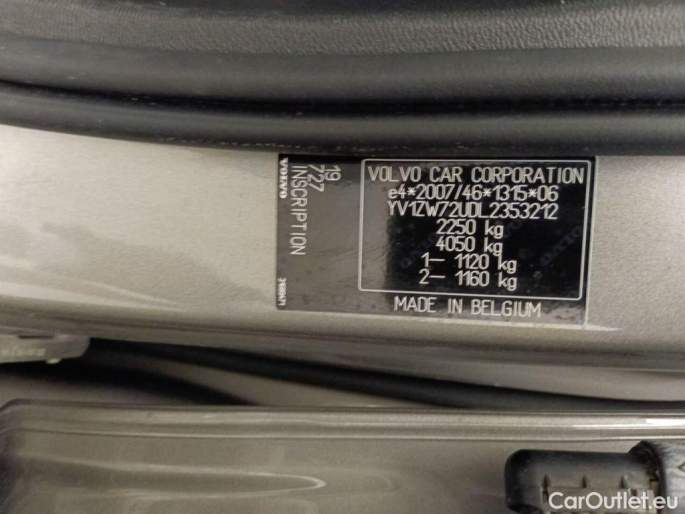 VOLVO CAR CORPORATION
e4*2007/46*1315*06
YV1ZW72UDL2353212
2250 kg
4050 kg
1- 1120 kg
2- 1160 kg
MADE IN BELGIUM
19
727
INSCRIPTION
VOLVO
CarOutlet.eu